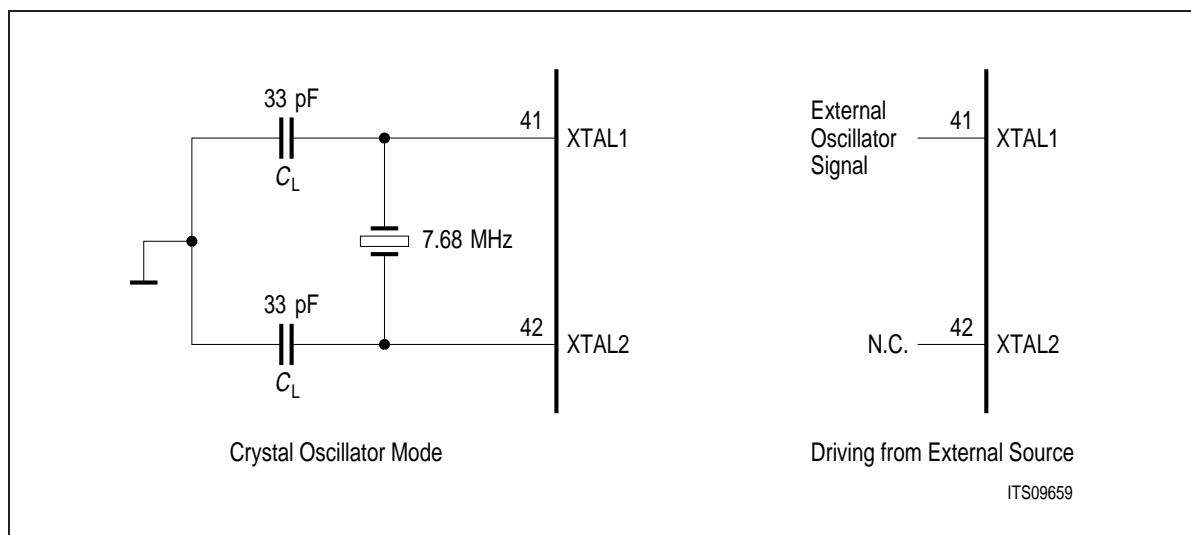 33 pF
C_L
41
XTAL1
7.68 MHz
33 pF
C_L
42
XTAL2
Crystal Oscillator Mode
External
Oscillator
Signal
41
XTAL1
N.C.
42
XTAL2
Driving from External Source
ITS09659